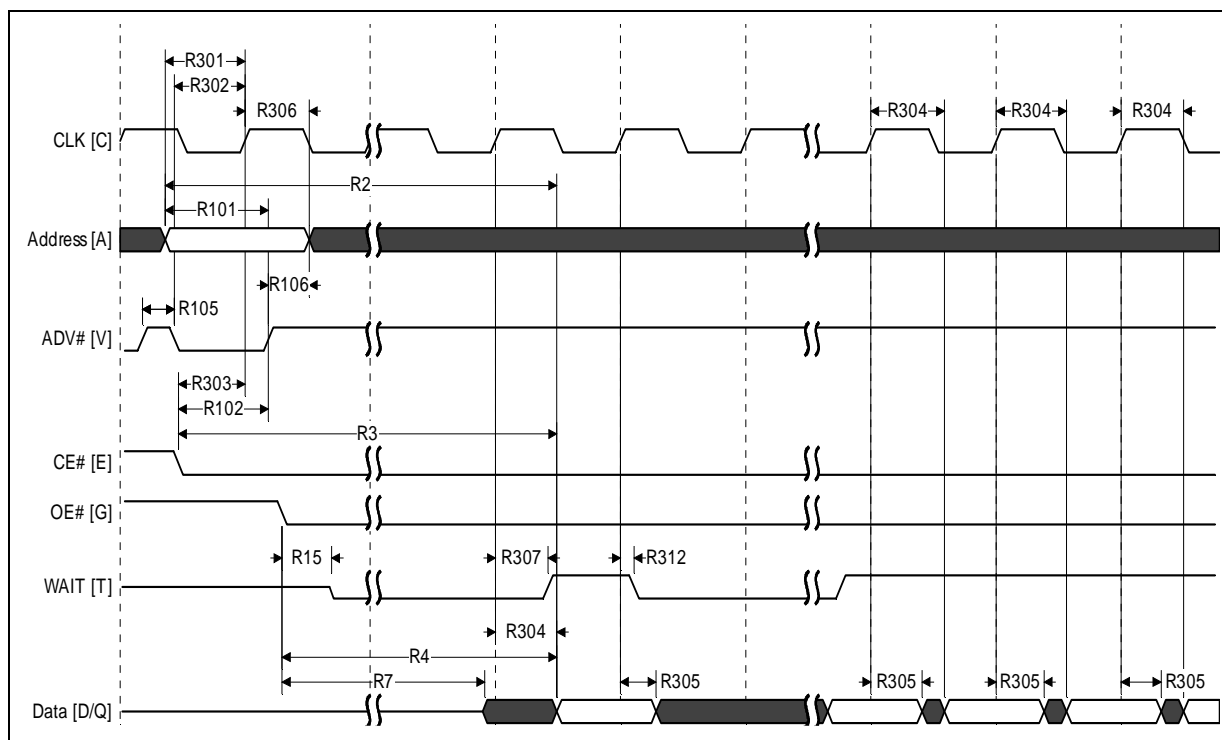 R301
R302
R306
R304
R304
R304
CLK [C]
R2
R101
Address [A]
R106
R105
ADV# [V]
R303
R102
R3
CE# [E]
OE# [G]
R15
R307
R312
WAIT [T]
R304
R4
R7
R305
R305
R305
R305
Data [D/Q]